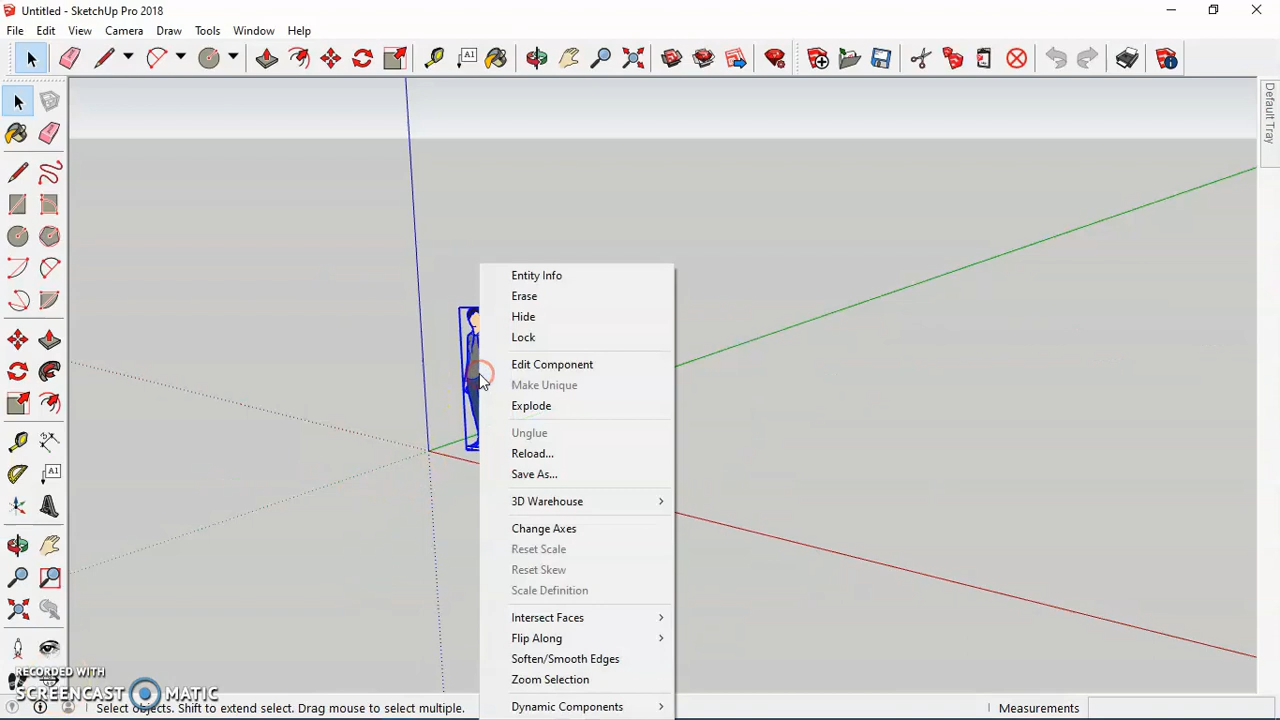 Untitled - SketchUp Pro 2018
File Edit View Camera Draw Tools Window Help
AI
Default Tray
AI
Entity Info
Erase
Hide
Lock
Edit Component
Make Unique
Explode
Unglue
Reload...
Save As...
3D Warehouse
Change Axes
Reset Scale
Reset Skew
Scale Definition
Intersect Faces
Flip Along
Soften/Smooth Edges
Zoom Selection
Dynamic Components
RECORDED WITH
SCREENCAST MATIC
Select objects. Shift to extend select. Drag mouse to select multiple.
Measurements